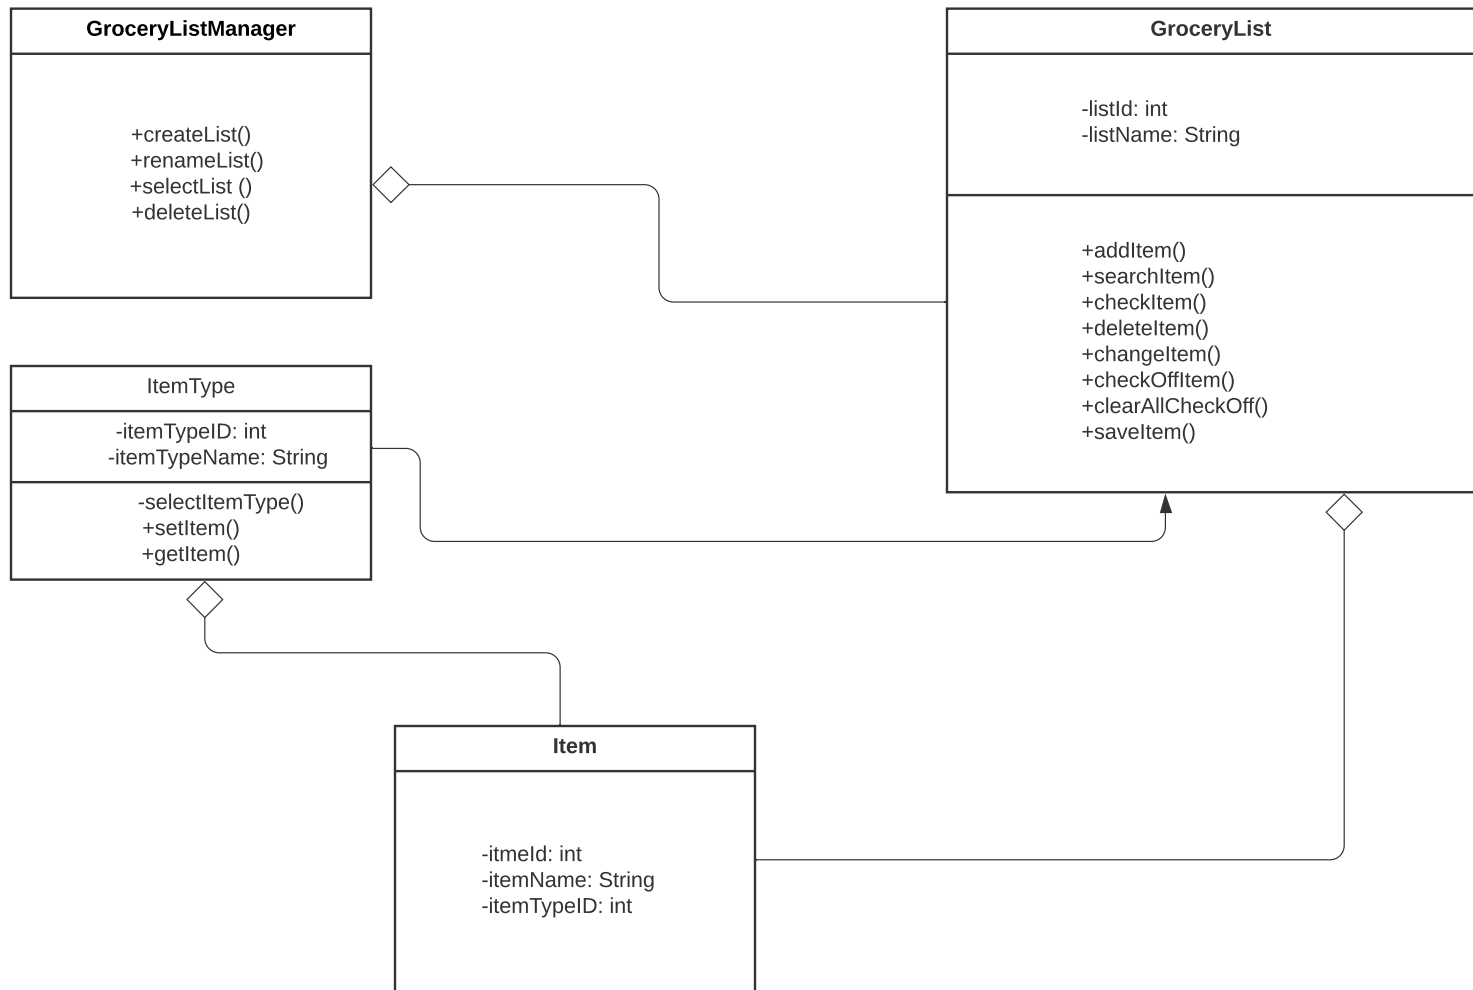 GroceryListManager
+createList()
+renameList()
+selectList ()
+deleteList()
GroceryList
-listId: int
-listName: String
+addItem()
+searchItem()
+checkItem()
+deleteItem()
+changeItem()
+checkOffItem()
+clearAllCheckOff()
+saveItem()
ItemType
-itemTypeID: int
-itemTypeName: String
-selectItemType()
+setItem()
+getItem()
Item
-itmeId: int
-itemName: String
-itemTypeID: int